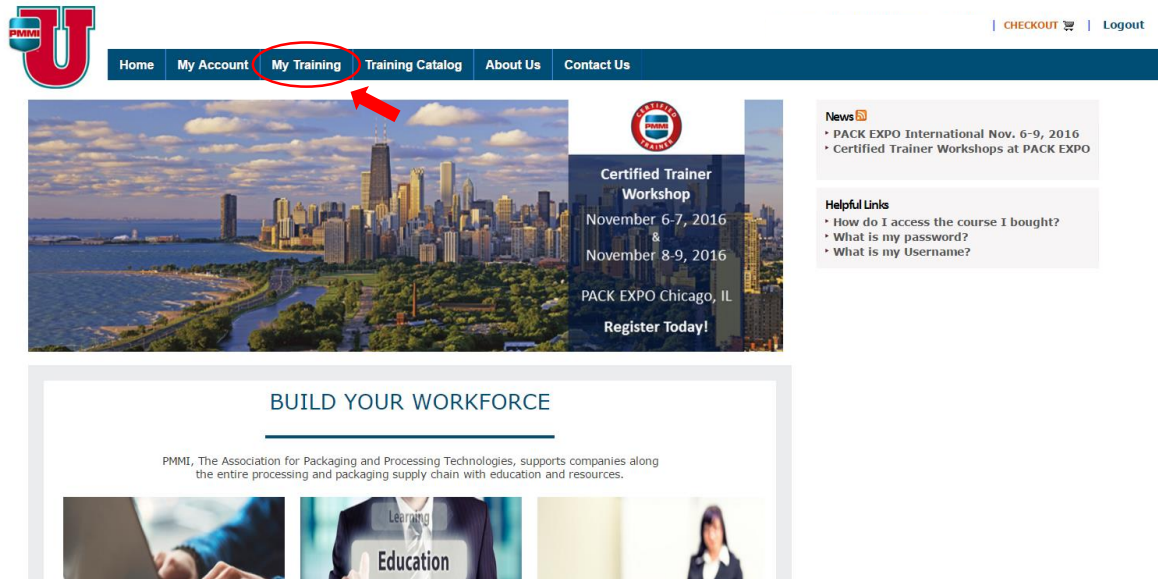 PMMI
U
| CHECKOUT | Logout
Home My Account My Training Training Catalog About Us Contact Us
CERTIFIED
PMMI
TRAINER
Certified Trainer
Workshop
November 6-7, 2016
&
November 8-9, 2016
PACK EXPO Chicago, IL
Register Today!
News
PACK EXPO International Nov. 6-9, 2016
Certified Trainer Workshops at PACK EXPO
Helpful Links
How do I access the course I bought?
What is my password?
What is my Username?
BUILD YOUR WORKFORCE
PMMI, The Association for Packaging and Processing Technologies, supports companies along
the entire processing and packaging supply chain with education and resources.
Learning
Education